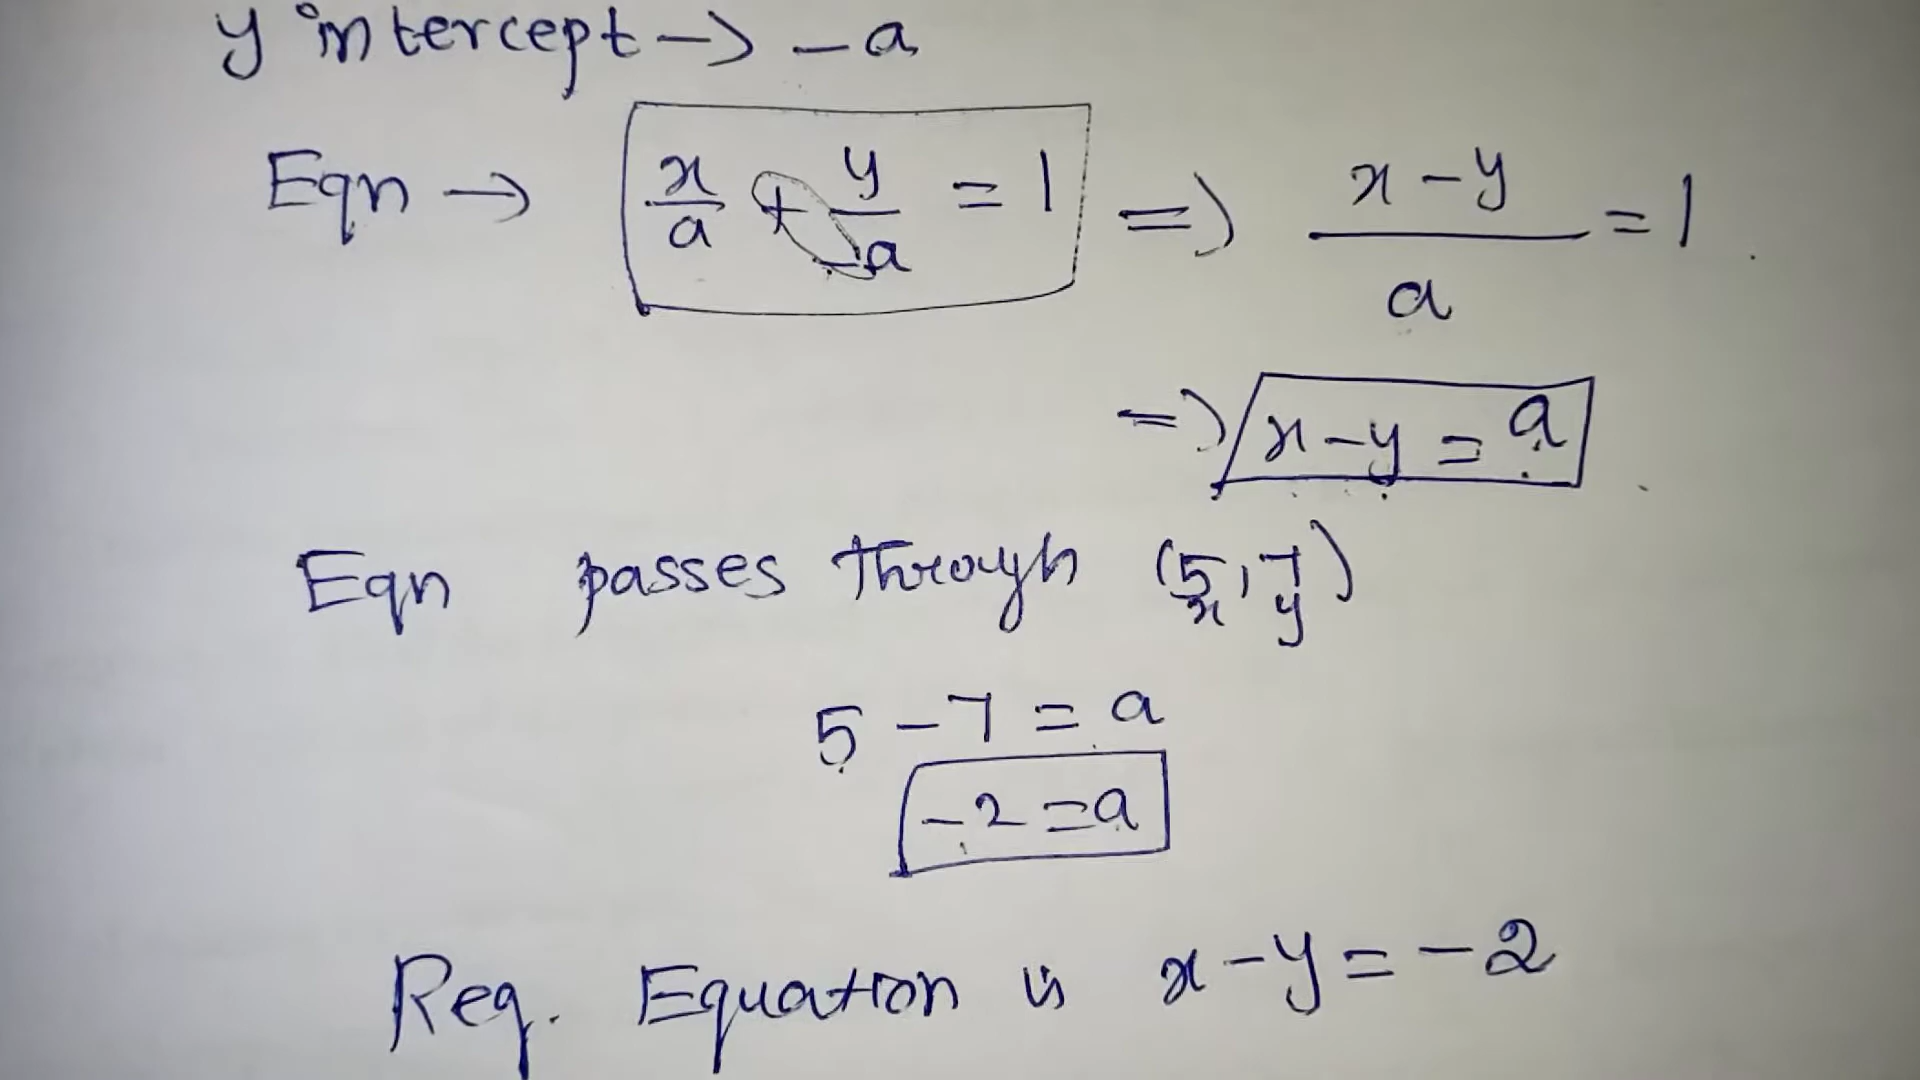 y intercept → -a
Eqn → x/a + y/-a = 1 ⇒ x-y/a = 1
⇒ x-y = a
Eqn passes through (5, 7)
x y
5 - 7 = a
-2 = a
Req. Equation is x-y = -2